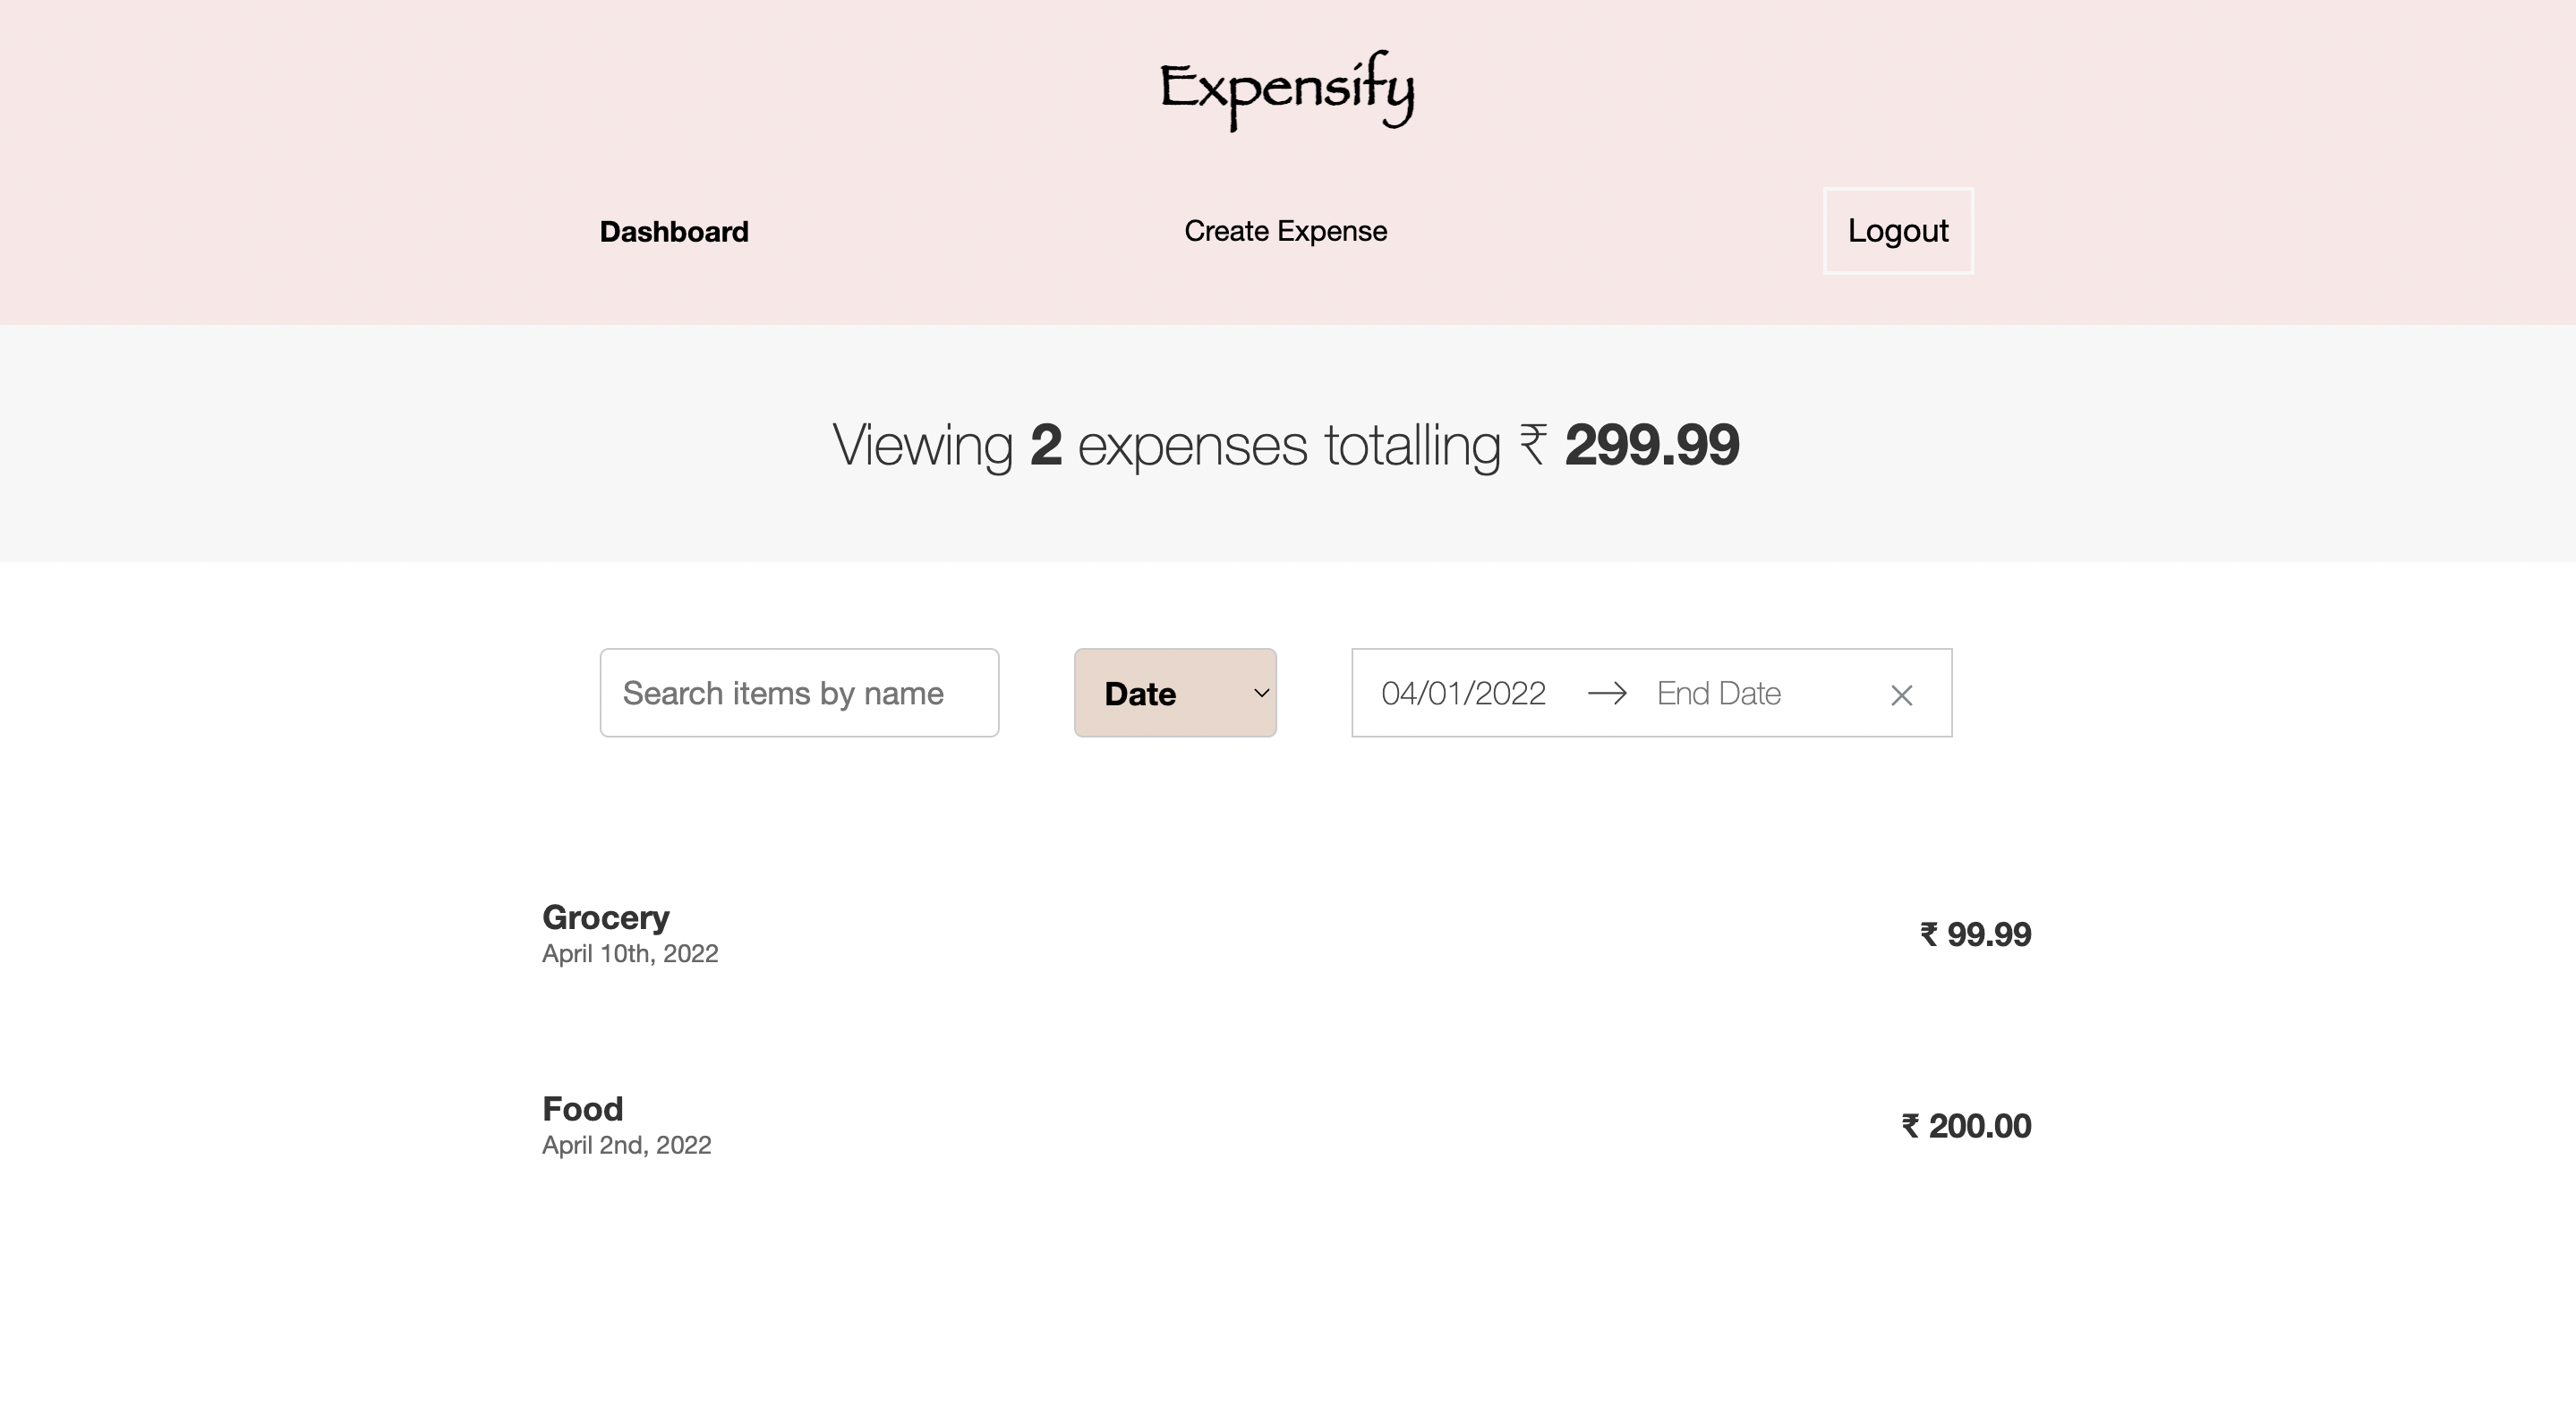 Expensify
Dashboard Create Expense Logout
Viewing 2 expenses totalling ₹ 299.99
Search items by name Date 04/01/2022 → End Date
Grocery
April 10th, 2022
₹ 99.99
Food
April 2nd, 2022
₹ 200.00